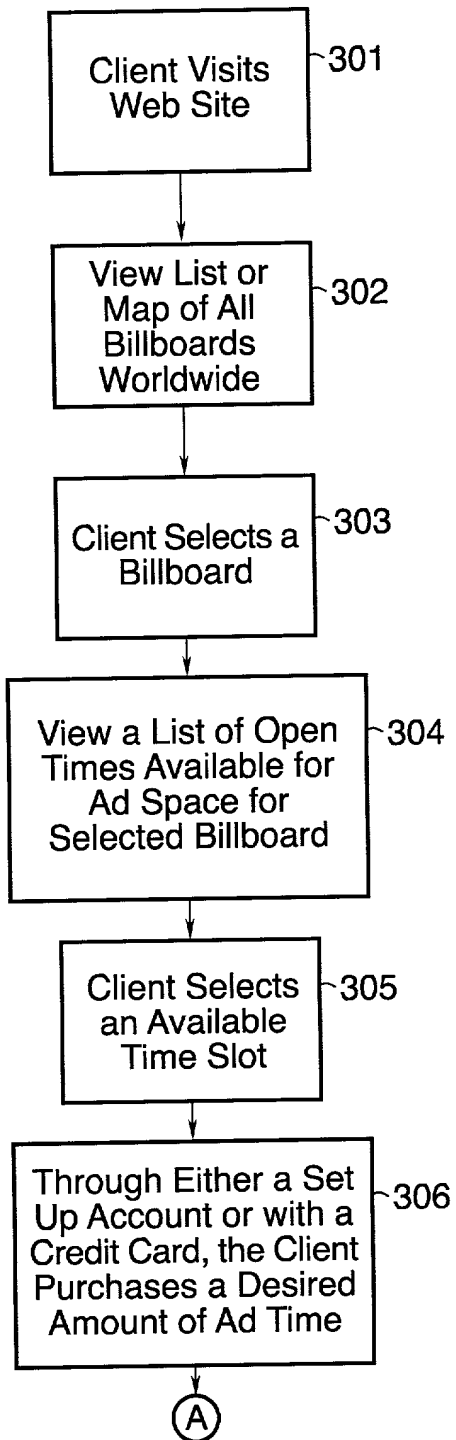 Client Visits
Web Site
301
View List or
Map of All
Billboards
Worldwide
302
Client Selects a
Billboard
303
View a List of Open
Times Available for
Ad Space for
Selected Billboard
304
Client Selects
an Available
Time Slot
305
Through Either a Set
Up Account or with a
Credit Card, the Client
Purchases a Desired
Amount of Ad Time
306
A